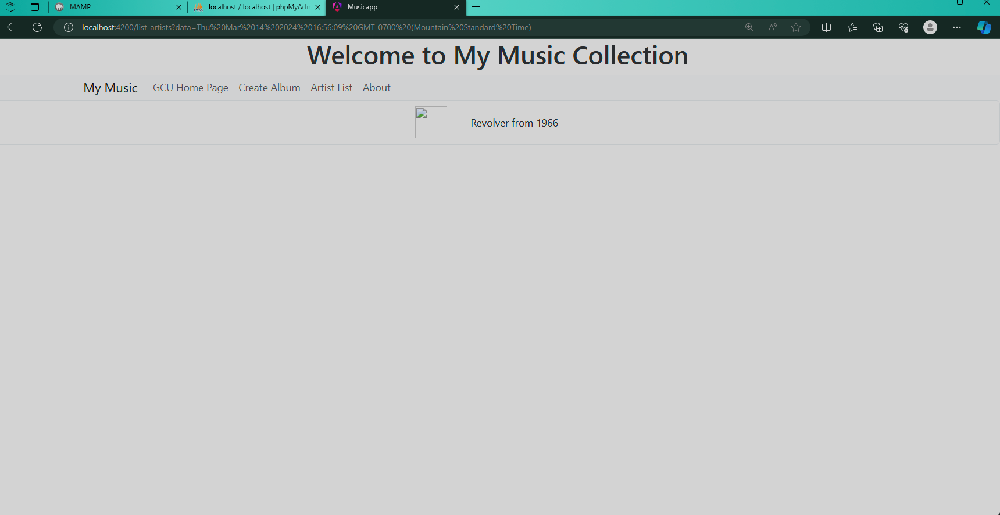 MAMP
localhost / localhost | phpMyAdm
Musicapp
localhost:4200/list-artists?data=Thu%20Mar%2014%202024%2016:56:09%20GMT-0700%20(Mountain%20Standard%20Time)
Welcome to My Music Collection
My Music GCU Home Page Create Album Artist List About
Revolver from 1966